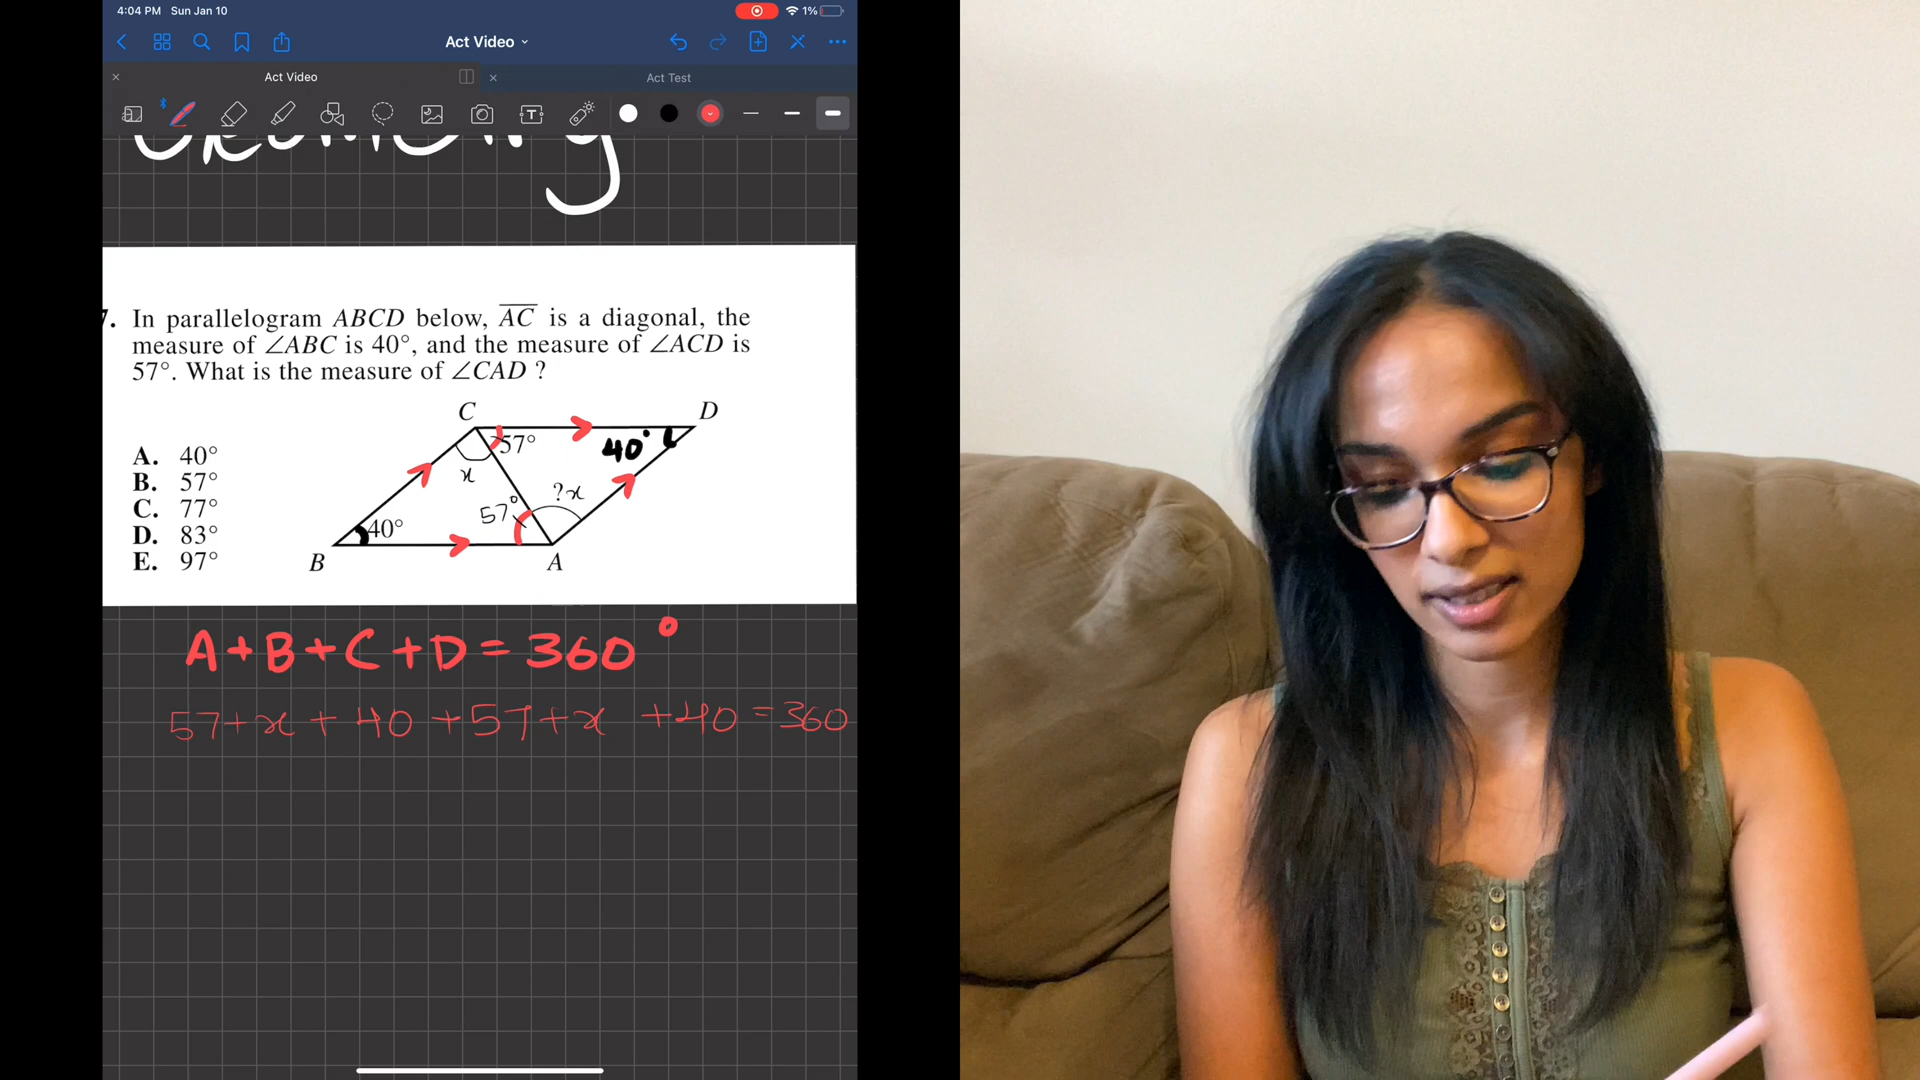 4:04 PM Sun Jan 10
1%
Act Video
Act Video
Act Test
Geometry
7. In parallelogram ABCD below, AC is a diagonal, the
measure of ∠ABC is 40°, and the measure of ∠ACD is
57°. What is the measure of ∠CAD ?
A. 40°
B. 57°
C. 77°
D. 83°
E. 97°
C
D
57°
40°
x
?x
57°
40°
B
A
A+B+C+D=360°
57+x+40+57+x+40=360